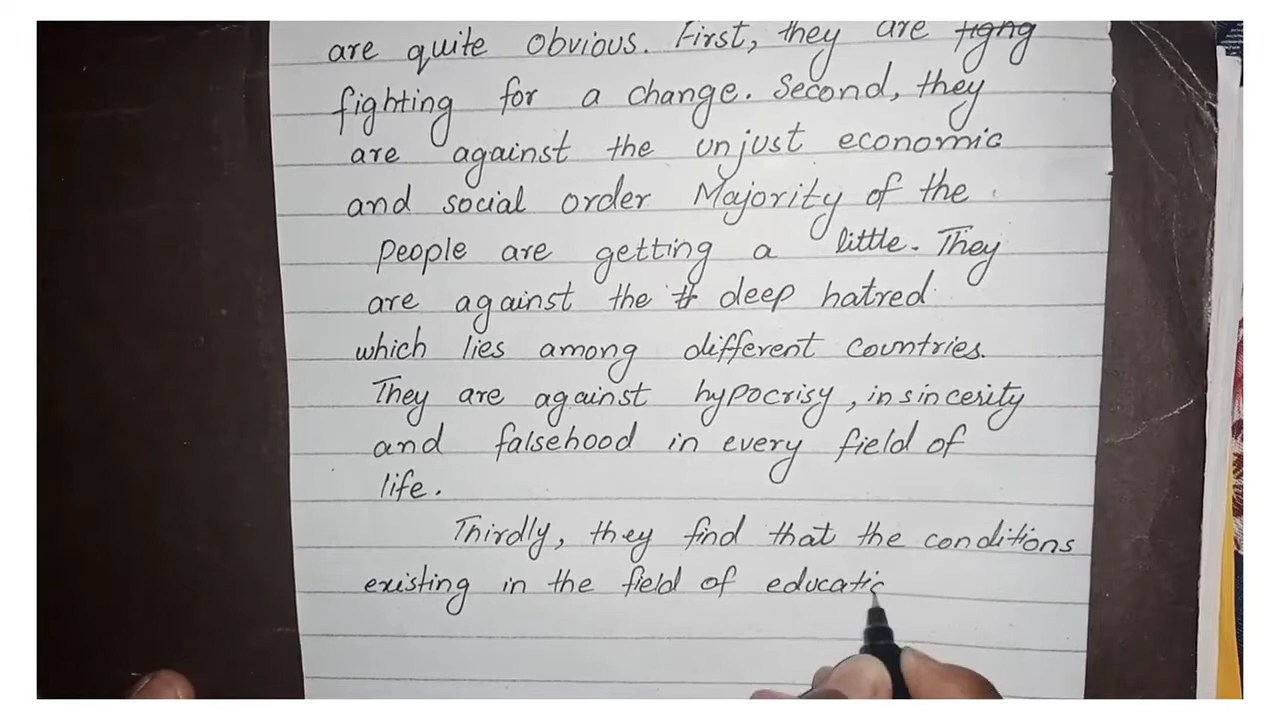 are quite obvious. First, they are figng
fighting for a change. Second, they
are against the unjust economic
and social order Majority of the
people are getting a little. They
are against the # deep hatred
which lies among different countries.
They are against hypocrisy, insincerity
and falsehood in every field of
life.
Thirdly, they find that the conditions
existing in the field of educatio